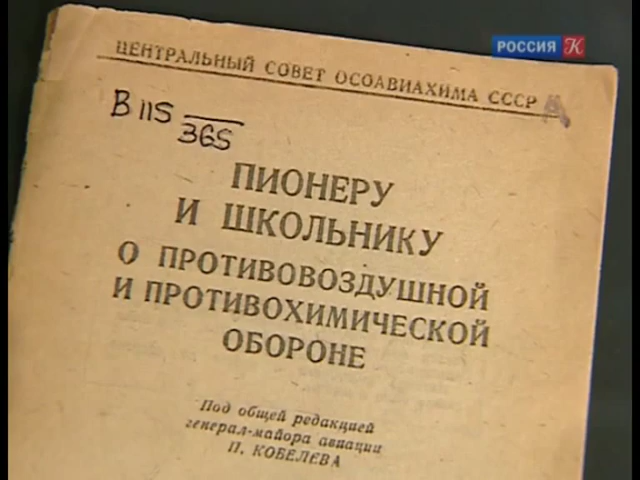 РОССИЯ К
ЦЕНТРАЛЬНЫЙ СОВЕТ ОСОАВИАХИМА СССР
В 115
365
ПИОНЕРУ
И ШКОЛЬНИКУ
О ПРОТИВОВОЗДУШНОЙ
И ПРОТИВОХИМИЧЕСКОЙ
ОБОРОНЕ
Под общей редакцией
генерал-майора авиации
П. КОБЕЛЕВА